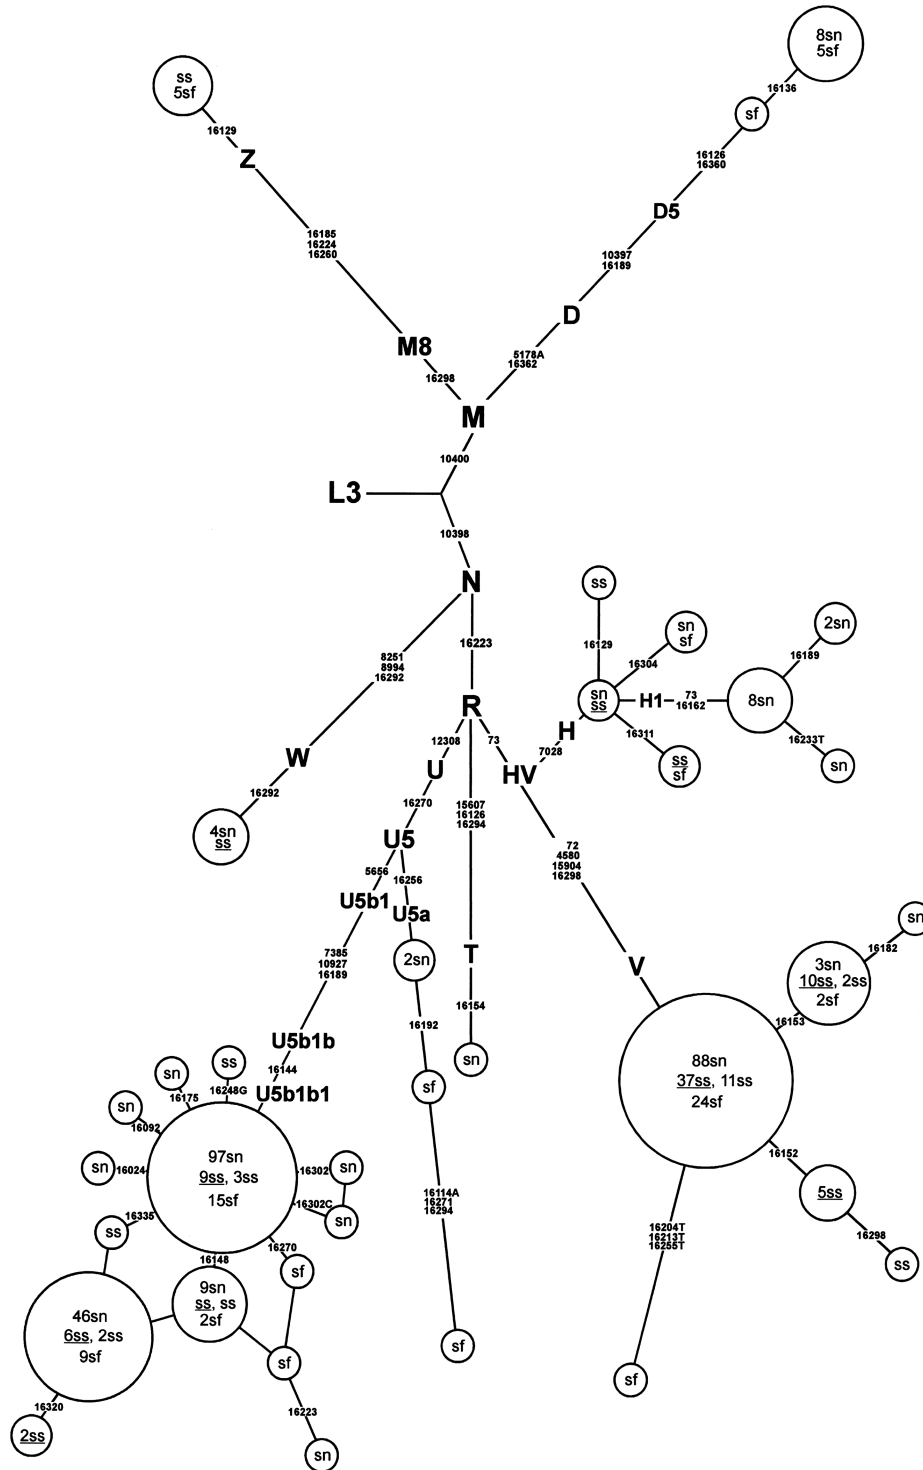 8sn
5sf
ss
5sf
16136
sf
16129
Z
16126
16360
D5
16185
16224
16260
10397
16189
D
M8
5178A
16362
16298
M
10400
L3
10398
N
ss
2sn
sn
sf
16223
16129
8251
8994
16292
16304
16189
R
sn
ss
H1
73
16162
8sn
12308
73
H
16311
16233T
7028
W
U
HV
ss
sf
sn
16292
16270
15607
16126
16294
4sn
ss
U5
72
4580
15904
16298
5656
16256
U5b1
U5a
sn
7385
10927
16189
2sn
T
V
16182
3sn
10ss, 2ss
2sf
16154
16192
16153
U5b1b
sn
88sn
37ss, 11ss
24sf
ss
16144
sn
16248G
U5b1b1
sf
16175
sn
16092
97sn
9ss, 3ss
15sf
16152
sn
16024
16302
sn
5ss
16302C
sn
16114A
16271
16294
16335
ss
16204T
16213T
16255T
16298
16270
16148
ss
sf
9sn
ss, ss
2sf
46sn
6ss, 2ss
9sf
sf
sf
sf
16320
16223
2ss
sn